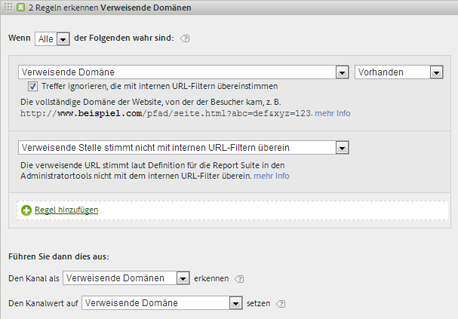 2 Regeln erkennen Verweisende Domänen
Wenn Alle der Folgenden wahr sind:
Verweisende Domäne Vorhanden
Treffer ignorieren, die mit internen URL-Filtern übereinstimmen
Die vollständige Domäne der Website, von der der Besucher kam, z. B.
http://www.beispiel.com/pfad/seite.html?abc=def&xyz=123. mehr Info
Verweisende Stelle stimmt nicht mit internen URL-Filtern überein
Die verweisende URL stimmt laut Definition für die Report Suite in den
Administratortools nicht mit dem internen URL-Filter überein. mehr Info
Regel hinzufügen
Führen Sie dann dies aus:
Den Kanal als Verweisende Domänen erkennen
Den Kanalwert auf Verweisende Domäne setzen